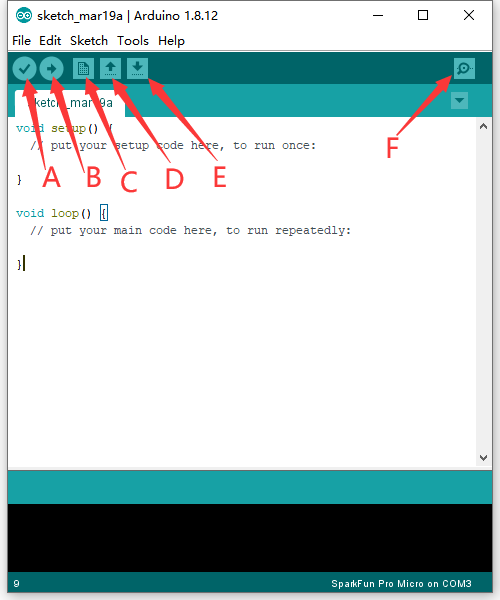 sketch_mar19a | Arduino 1.8.12
File Edit Sketch Tools Help
sketch_mar19a
void setup() {
// put your setup code here, to run once:
}
A B C D E F
void loop() {
// put your main code here, to run repeatedly:
}
9 SparkFun Pro Micro on COM3